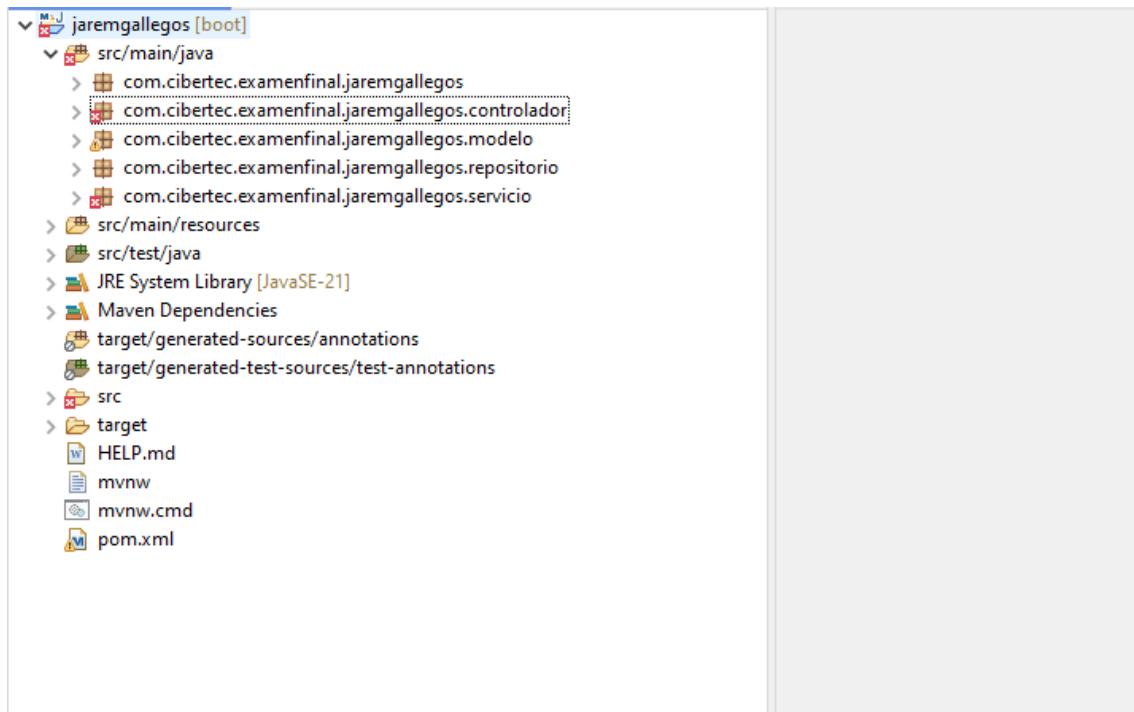 jaremgallegos [boot]
src/main/java
com.cibertec.examenfinal.jaremgallegos
com.cibertec.examenfinal.jaremgallegos.controlador
com.cibertec.examenfinal.jaremgallegos.modelo
com.cibertec.examenfinal.jaremgallegos.repositorio
com.cibertec.examenfinal.jaremgallegos.servicio
src/main/resources
src/test/java
JRE System Library [JavaSE-21]
Maven Dependencies
target/generated-sources/annotations
target/generated-test-sources/test-annotations
src
target
HELP.md
mvnw
mvnw.cmd
pom.xml